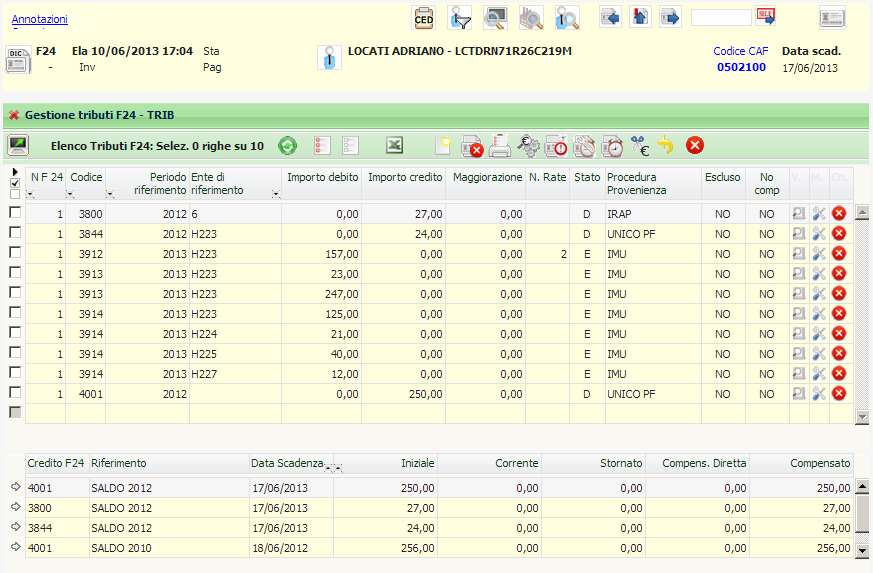 Annotazioni
CED
SELE
DIC
F24 Ela 10/06/2013 17:04 Sta
- Inv Pag
LOCATI ADRIANO - LCTDRN71R26C219M
Codice CAF Data scad.
0502100 17/06/2013
Gestione tributi F24 - TRIB
Elenco Tributi F24: Selez. 0 righe su 10
N F 24 Codice Periodo riferimento Ente di riferimento Importo debito Importo credito Maggiorazione N. Rate Stato Procedura Provenienza Escluso No comp V. M. Cn.
1 3800 2012 6 0,00 27,00 0,00 D IRAP NO NO
1 3844 2012 H223 0,00 24,00 0,00 D UNICO PF NO NO
1 3912 2013 H223 157,00 0,00 0,00 2 E IMU NO NO
1 3913 2013 H223 23,00 0,00 0,00 E IMU NO NO
1 3913 2013 H223 247,00 0,00 0,00 E IMU NO NO
1 3914 2013 H223 125,00 0,00 0,00 E IMU NO NO
1 3914 2013 H224 21,00 0,00 0,00 E IMU NO NO
1 3914 2013 H225 40,00 0,00 0,00 E IMU NO NO
1 3914 2013 H227 12,00 0,00 0,00 E IMU NO NO
1 4001 2012 0,00 250,00 0,00 D UNICO PF NO NO
Credito F24 Riferimento Data Scadenza Iniziale Corrente Stornato Compens. Diretta Compensato
4001 SALDO 2012 17/06/2013 250,00 0,00 0,00 0,00 250,00
3800 SALDO 2012 17/06/2013 27,00 0,00 0,00 0,00 27,00
3844 SALDO 2012 17/06/2013 24,00 0,00 0,00 0,00 24,00
4001 SALDO 2010 18/06/2012 256,00 0,00 0,00 0,00 256,00